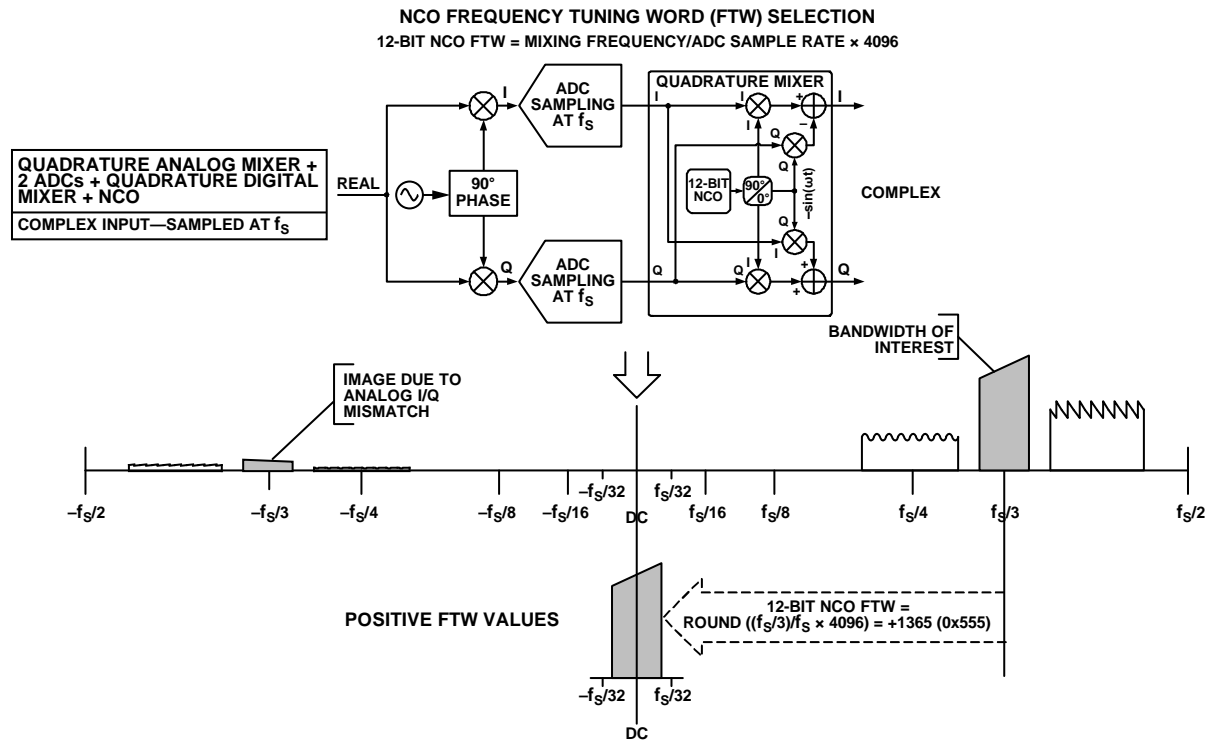 NCO FREQUENCY TUNING WORD (FTW) SELECTION
12-BIT NCO FTW = MIXING FREQUENCY/ADC SAMPLE RATE × 4096
QUADRATURE ANALOG MIXER +
2 ADCs + QUADRATURE DIGITAL
MIXER + NCO
COMPLEX INPUT—SAMPLED AT fS
REAL
90°
PHASE
I
ADC
SAMPLING
AT fS
I
Q
ADC
SAMPLING
AT fS
Q
QUADRATURE MIXER
I
I
+
–
I
Q
Q
12-BIT
NCO
90°
0°
–sin(ωt)
Q
Q
I
I
Q
+
+
Q
COMPLEX
BANDWIDTH OF
INTEREST
IMAGE DUE TO
ANALOG I/Q
MISMATCH
–fS/2
–fS/3
–fS/4
–fS/8
–fS/16
–fS/32
DC
fS/32
fS/16
fS/8
fS/4
fS/3
fS/2
POSITIVE FTW VALUES
12-BIT NCO FTW =
ROUND ((fS/3)/fS × 4096) = +1365 (0x555)
–fS/32
fS/32
DC